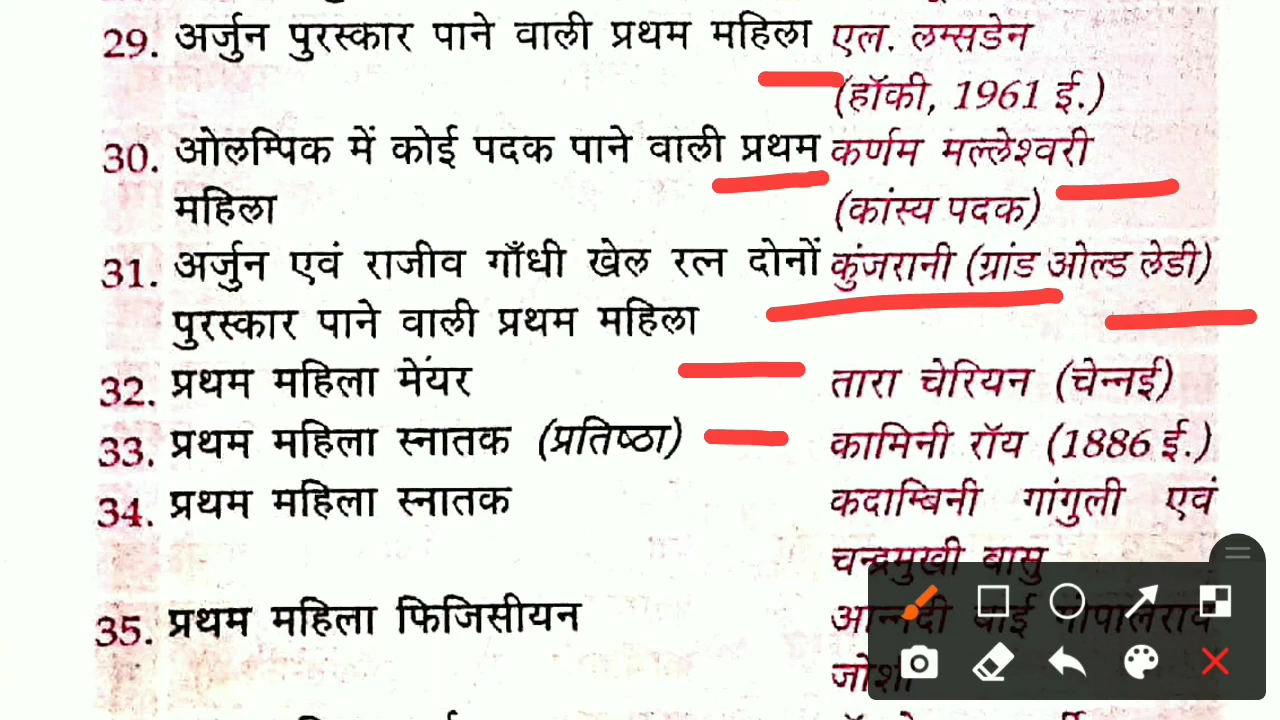 29. अर्जुन पुरस्कार पाने वाली प्रथम महिला एल. लम्सडेन
(हॉकी, 1961 ई.)
30. ओलम्पिक में कोई पदक पाने वाली प्रथम कर्णम मल्लेश्वरी
महिला (कांस्य पदक)
31. अर्जुन एवं राजीव गाँधी खेल रत्न दोनों कुंजरानी (ग्रांड ओल्ड लेडी)
पुरस्कार पाने वाली प्रथम महिला
32. प्रथम महिला मेयर तारा चेरियन (चेन्नई)
33. प्रथम महिला स्नातक (प्रतिष्ठा) कामिनी रॉय (1886 ई.)
34. प्रथम महिला स्नातक कदाम्बिनी गांगुली एवं
चन्द्रमुखी बासु
35. प्रथम महिला फिजिसीयन आनन्दी बाई गोपालराव
जोशी